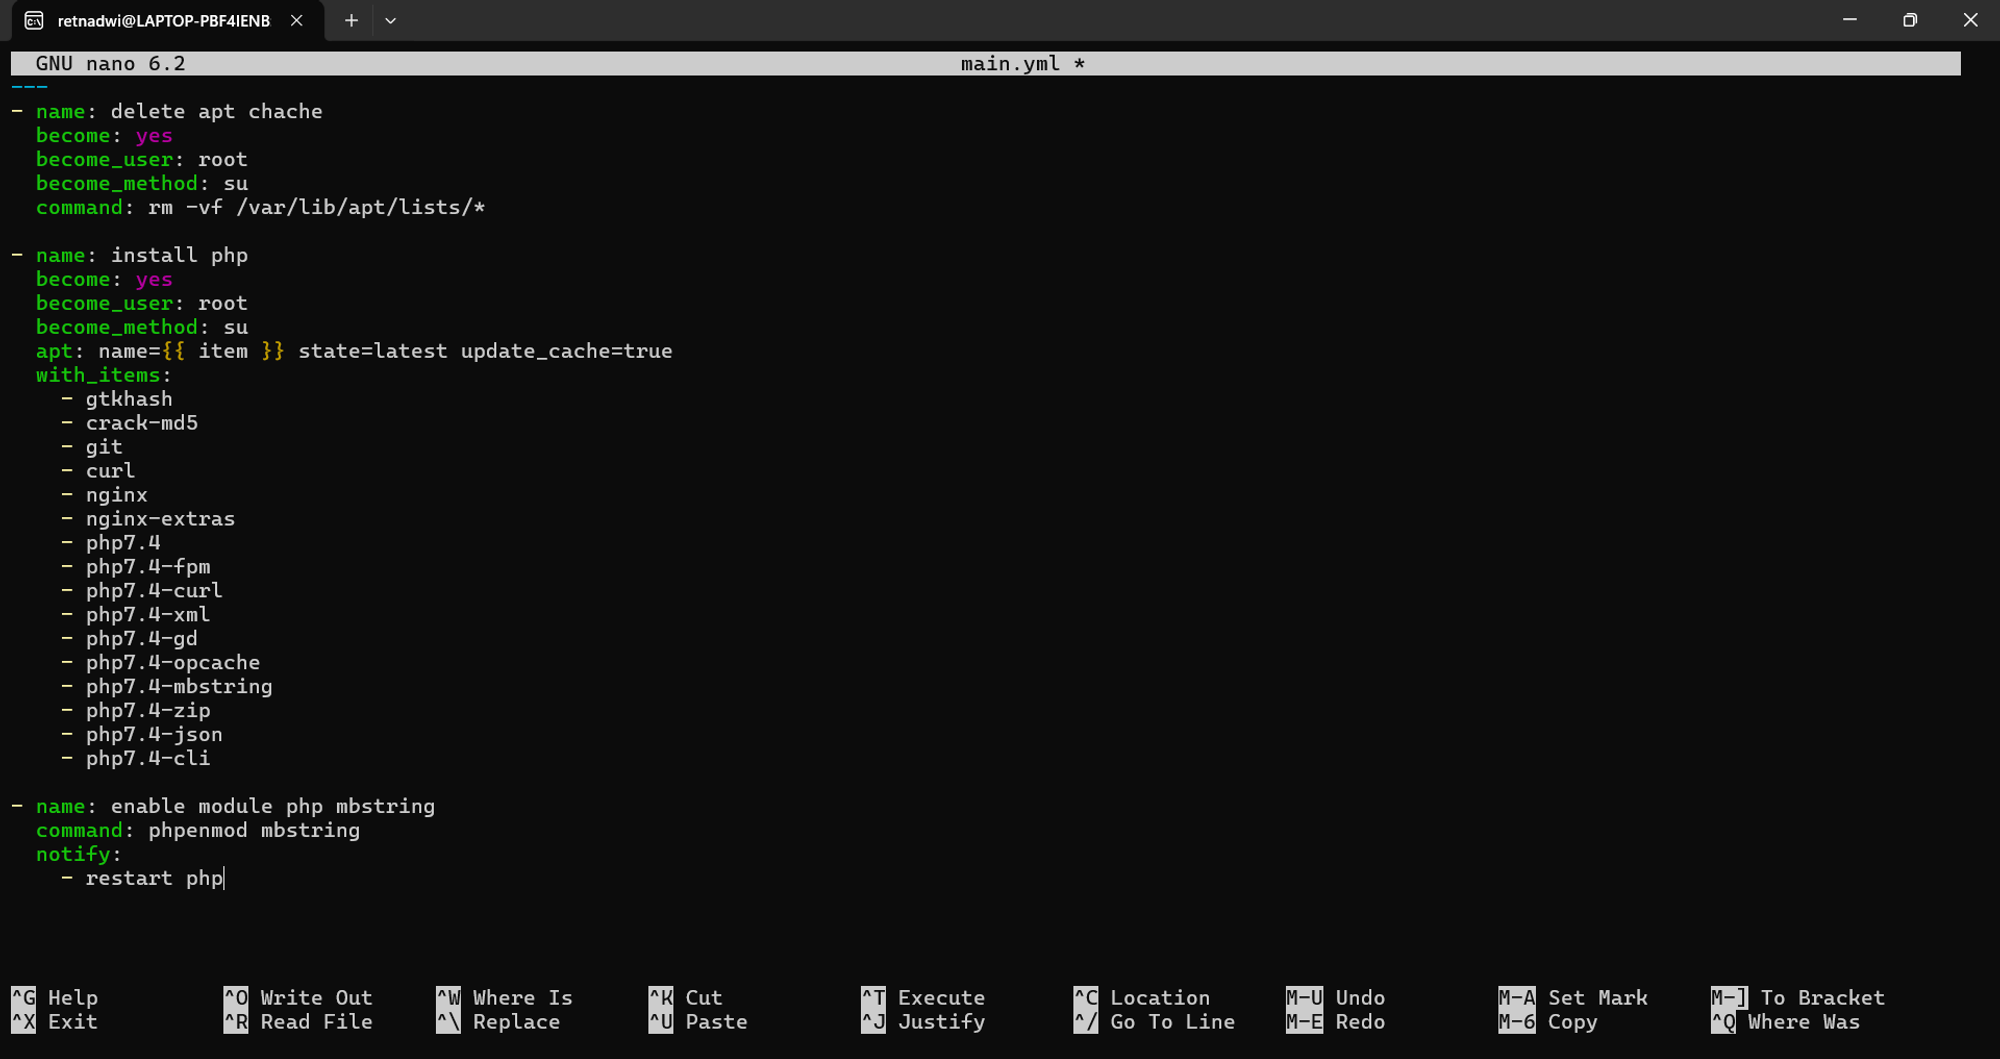 retnadwi@LAPTOP-PBF4IENB
GNU nano 6.2 main.yml *
---
- name: delete apt chache
  become: yes
  become_user: root
  become_method: su
  command: rm -vf /var/lib/apt/lists/*

- name: install php
  become: yes
  become_user: root
  become_method: su
  apt: name={{ item }} state=latest update_cache=true
  with_items:
    - gtkhash
    - crack-md5
    - git
    - curl
    - nginx
    - nginx-extras
    - php7.4
    - php7.4-fpm
    - php7.4-curl
    - php7.4-xml
    - php7.4-gd
    - php7.4-opcache
    - php7.4-mbstring
    - php7.4-zip
    - php7.4-json
    - php7.4-cli

- name: enable module php mbstring
  command: phpenmod mbstring
  notify:
    - restart php
^G Help ^O Write Out ^W Where Is ^K Cut ^T Execute ^C Location M-U Undo M-A Set Mark M-] To Bracket
^X Exit ^R Read File ^\ Replace ^U Paste ^J Justify ^/ Go To Line M-E Redo M-6 Copy ^Q Where Was